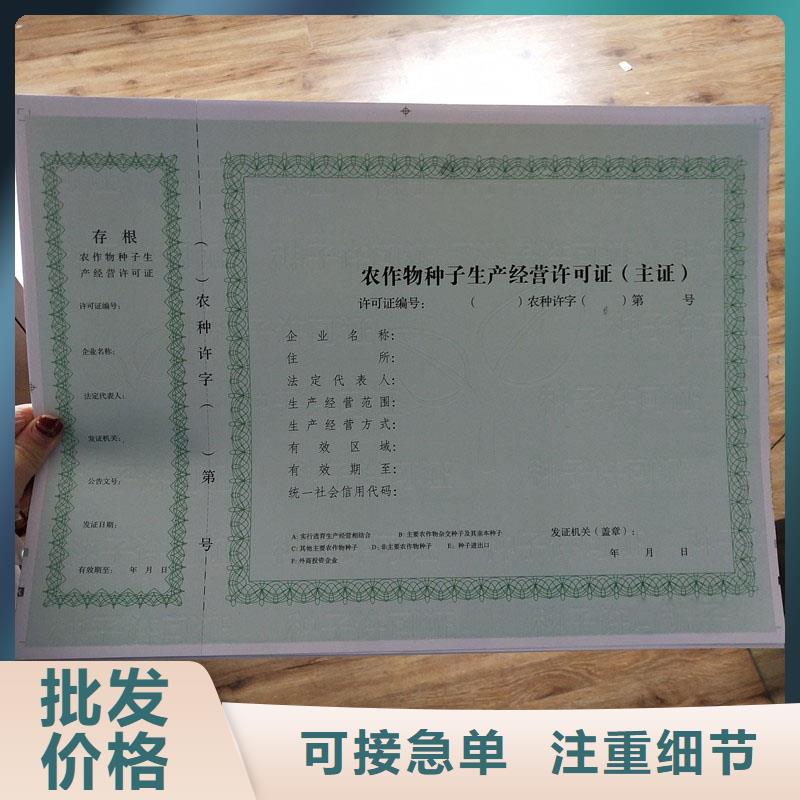 存 根
农作物种子生
产经营许可证
许可证编号:
企业名称:
法定代表人:
发证机关:
公告文号:
发证日期:
有效期至: 年 月 日
( )农种许字( )第 号
农作物种子生产经营许可证(主证)
许可证编号: ( )农种许字( )第 号
企业名称:
住所:
法定代表人:
生产经营范围:
生产经营方式:
有效区域:
有效期至:
统一社会信用代码:
A: 实行选育生产经营相结合 B: 主要农作物杂交种子及其亲本种子
C: 其他主要农作物种子 D: 非主要农作物种子 E: 种子进出口
F: 外商投资企业
发证机关(盖章):
年 月 日
批发
价格
可接急单 注重细节